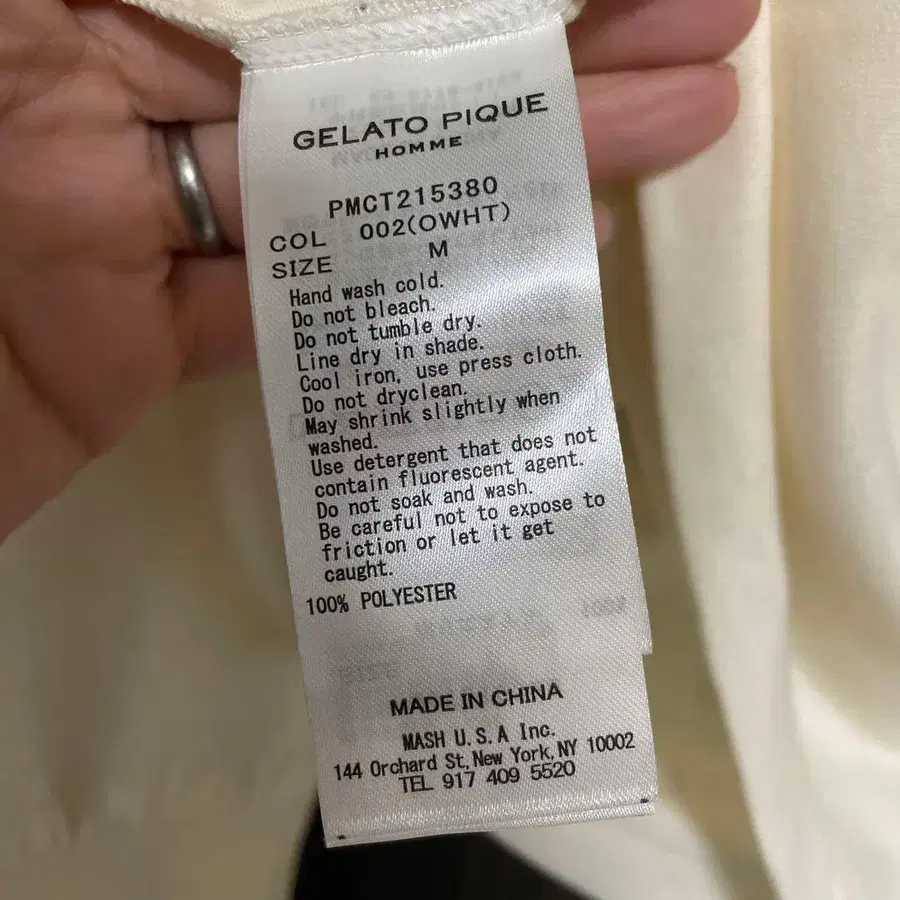 GELATO PIQUE
HOMME
PMCT215380
COL 002(OWHT)
SIZE M
Hand wash cold.
Do not bleach.
Do not tumble dry.
Line dry in shade.
Cool iron, use press cloth.
Do not dryclean.
May shrink slightly when
washed.
Use detergent that does not
contain fluorescent agent.
Do not soak and wash.
Be careful not to expose to
friction or let it get
caught.
100% POLYESTER
MADE IN CHINA
MASH U.S.A Inc.
144 Orchard St,New York,NY 10002
TEL 917 409 5520